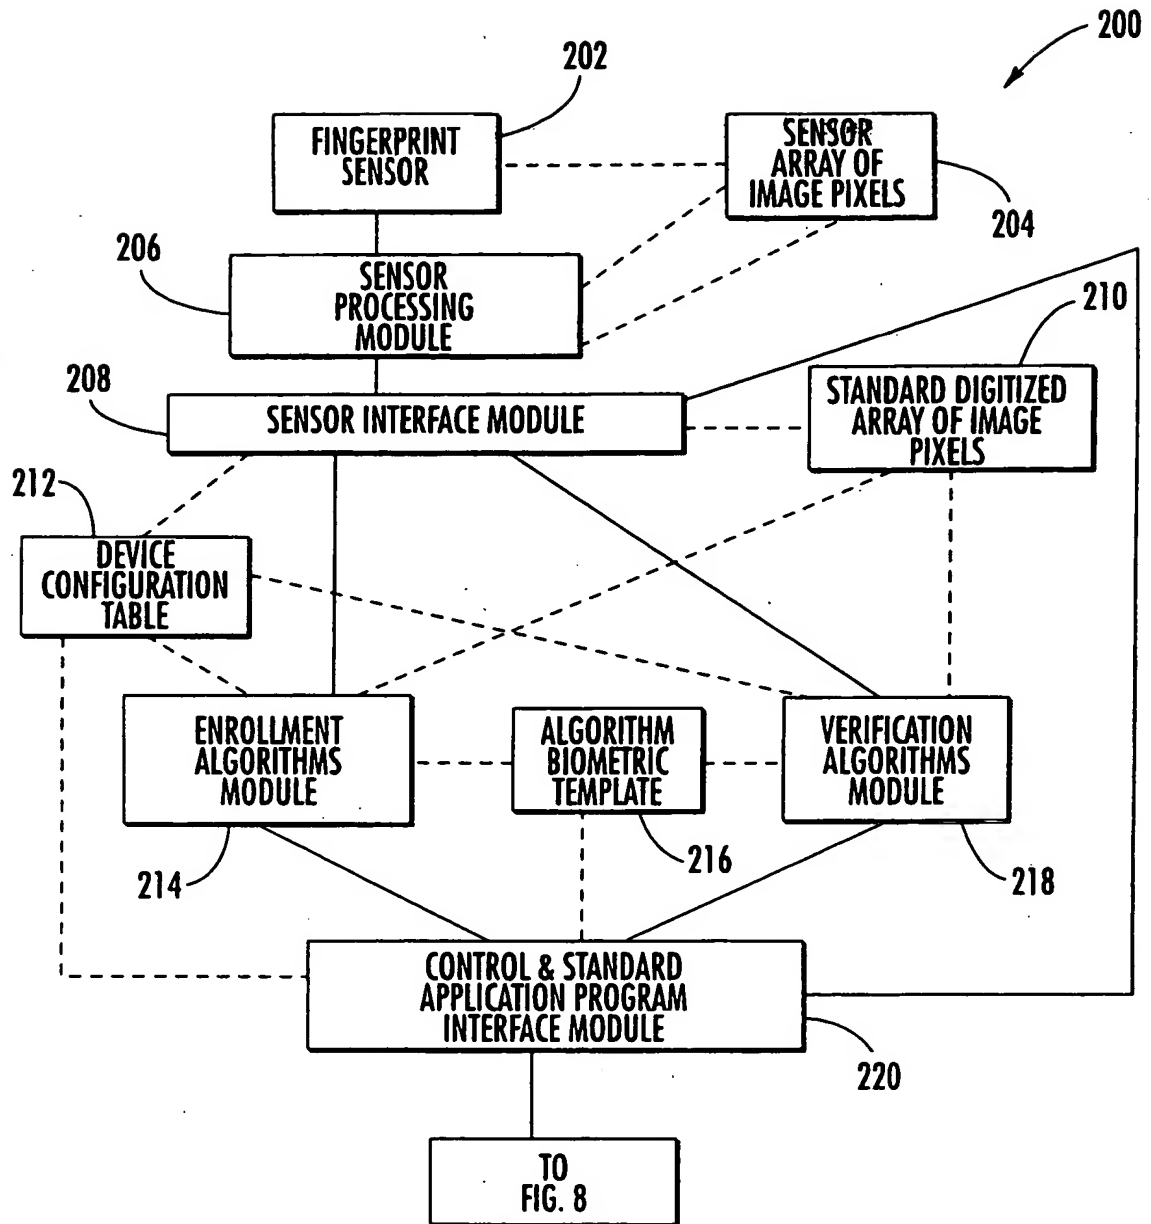 200
202
FINGERPRINT
SENSOR
SENSOR
ARRAY OF
IMAGE PIXELS
204
206
SENSOR
PROCESSING
MODULE
210
208
SENSOR INTERFACE MODULE
STANDARD DIGITIZED
ARRAY OF IMAGE
PIXELS
212
DEVICE
CONFIGURATION
TABLE
ENROLLMENT
ALGORITHMS
MODULE
ALGORITHM
BIOMETRIC
TEMPLATE
VERIFICATION
ALGORITHMS
MODULE
214
216
218
CONTROL & STANDARD
APPLICATION PROGRAM
INTERFACE MODULE
220
TO
FIG. 8